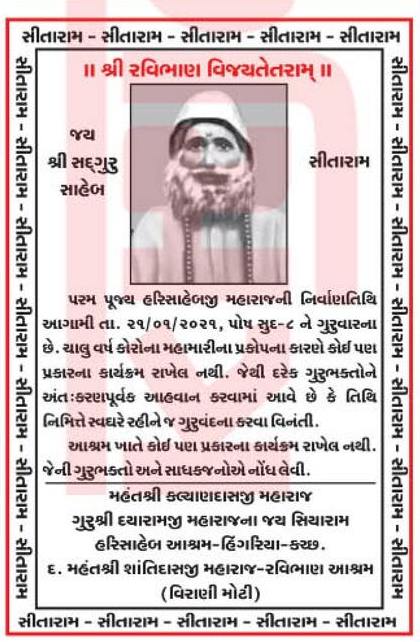 સીતારામ - સીતારામ - સીતારામ - સીતારામ - સીતારામ
સીતારામ - સીતારામ - સીતારામ - સીતારામ - સીતારામ - સીતારામ - સીતારામ
॥ શ્રી રવિભાણ વિજયતેતરામ્ ॥
જય
શ્રી સદ્ગુરુ
સાહેબ
સીતારામ
પરમ પૂજ્ય હરિસાહેબજી મહારાજની નિર્વાણતિથિ
આગામી તા. ૨૧/૦૧/૨૦૨૧, પોષ સુદ-૮ ને ગુરુવારના
છે. ચાલુ વર્ષ કોરોના મહામારીના પ્રકોપના કારણે કોઈ પણ
પ્રકારના કાર્યક્રમ રાખેલ નથી. જેથી દરેક ગુરુભક્તોને
અંતઃકરણપૂર્વક આહવાન કરવામાં આવે છે કે તિથિ
નિમિત્તે સ્વઘરે રહીને જ ગુરુવંદના કરવા વિનંતી.
આશ્રમ ખાતે કોઈ પણ પ્રકારના કાર્યક્રમ રાખેલ નથી.
જેની ગુરુભક્તો અને સાધકજનોએ નોંધ લેવી.
મહંતશ્રી કલ્યાણદાસજી મહારાજ
ગુરુશ્રી દયારામજી મહારાજના જય સિયારામ
હરિસાહેબ આશ્રમ-હિંગરિયા-કચ્છ.
દ. મહંતશ્રી શાંતિદાસજી મહારાજ-રવિભાણ આશ્રમ
(વિરાણી મોટી)
સીતારામ - સીતારામ - સીતારામ - સીતારામ - સીતારામ - સીતારામ - સીતારામ
સીતારામ - સીતારામ - સીતારામ - સીતારામ - સીતારામ